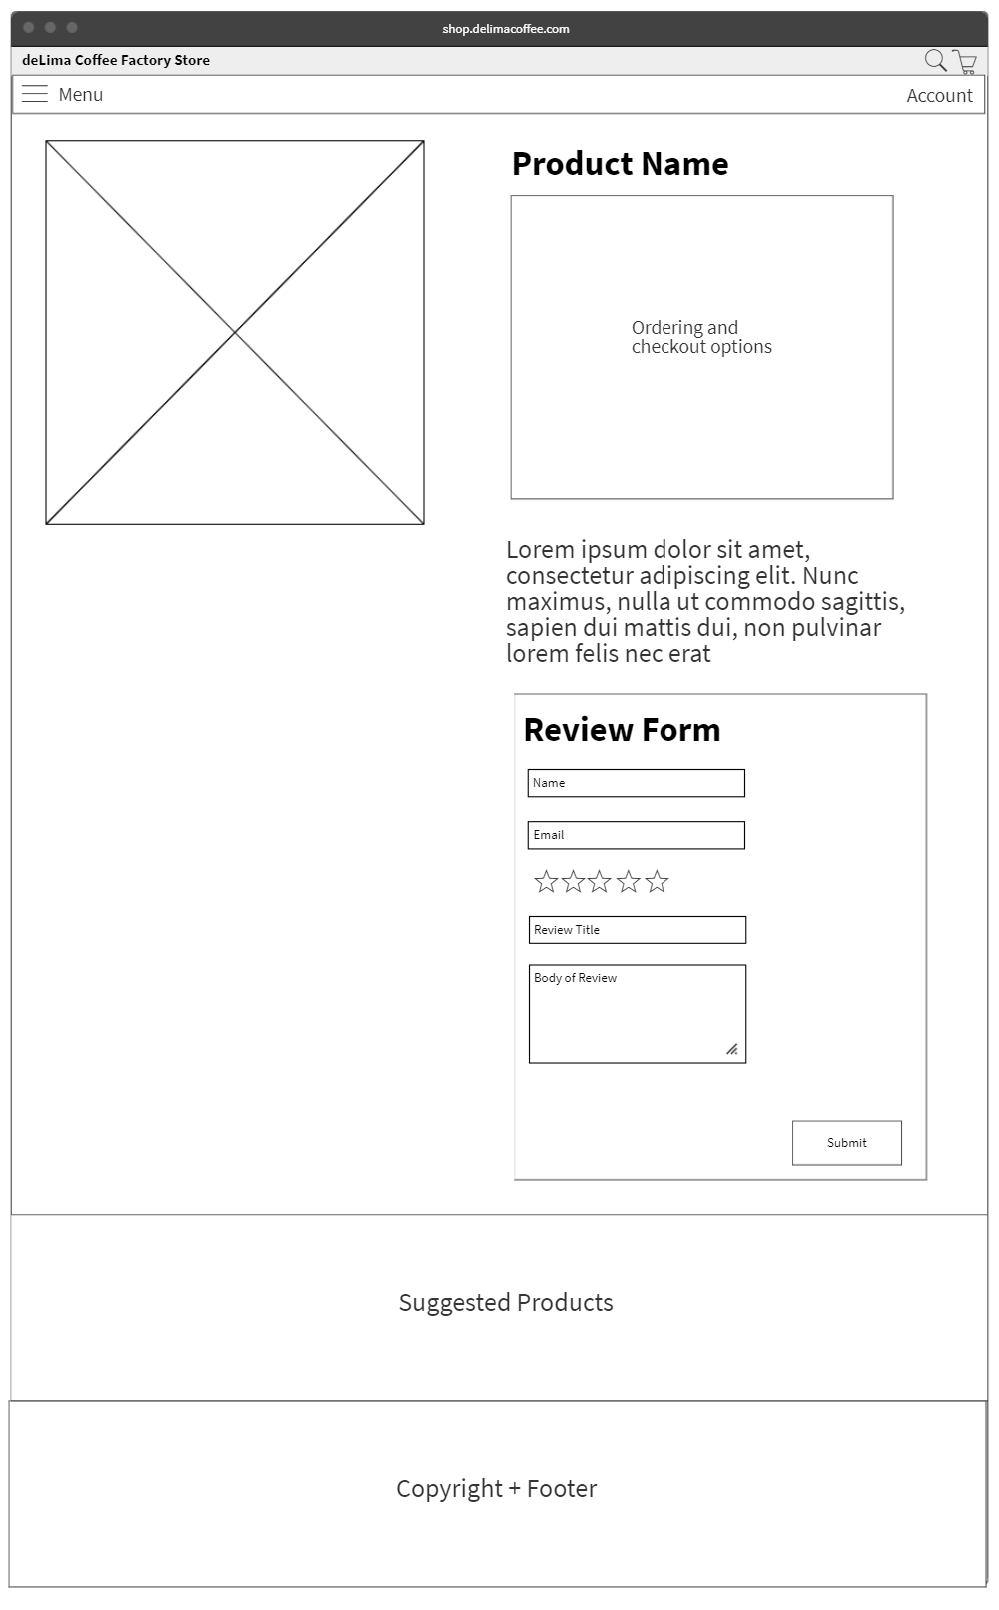 shop.delimacoffee.com
deLima Coffee Factory Store
Menu
Account
Product Name
Ordering and
checkout options
Lorem ipsum dolor sit amet,
consectetur adipiscing elit. Nunc
maximus, nulla ut commodo sagittis,
sapien dui mattis dui, non pulvinar
lorem felis nec erat
Review Form
Name
Email
Review Title
Body of Review
Submit
Suggested Products
Copyright + Footer